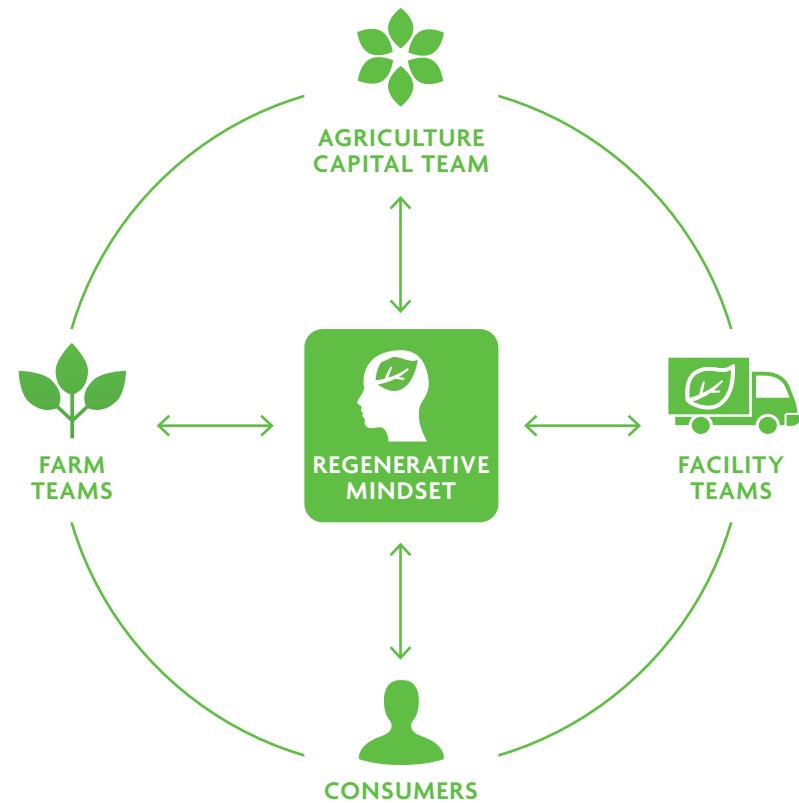 AGRICULTURE
CAPITAL TEAM
FARM
TEAMS
REGENERATIVE
MINDSET
FACILITY
TEAMS
CONSUMERS